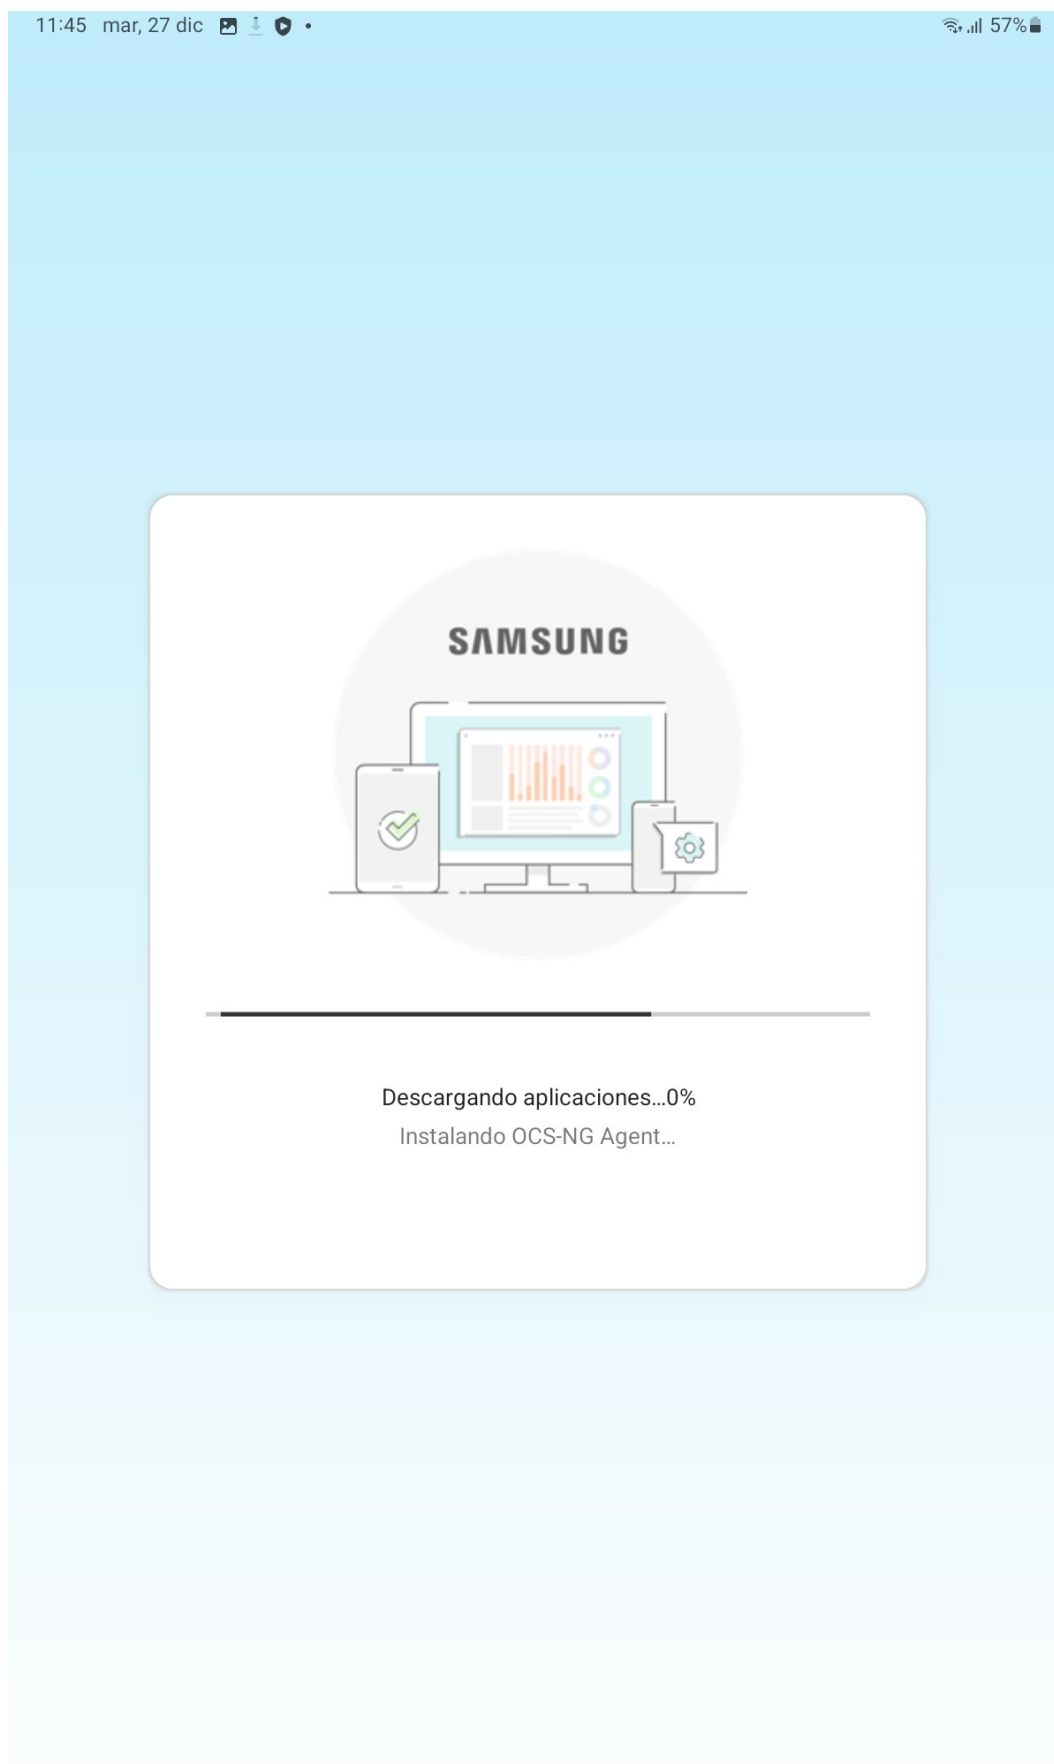 11:45 mar, 27 dic 57%
SAMSUNG
Descargando aplicaciones...0%
Instalando OCS-NG Agent...